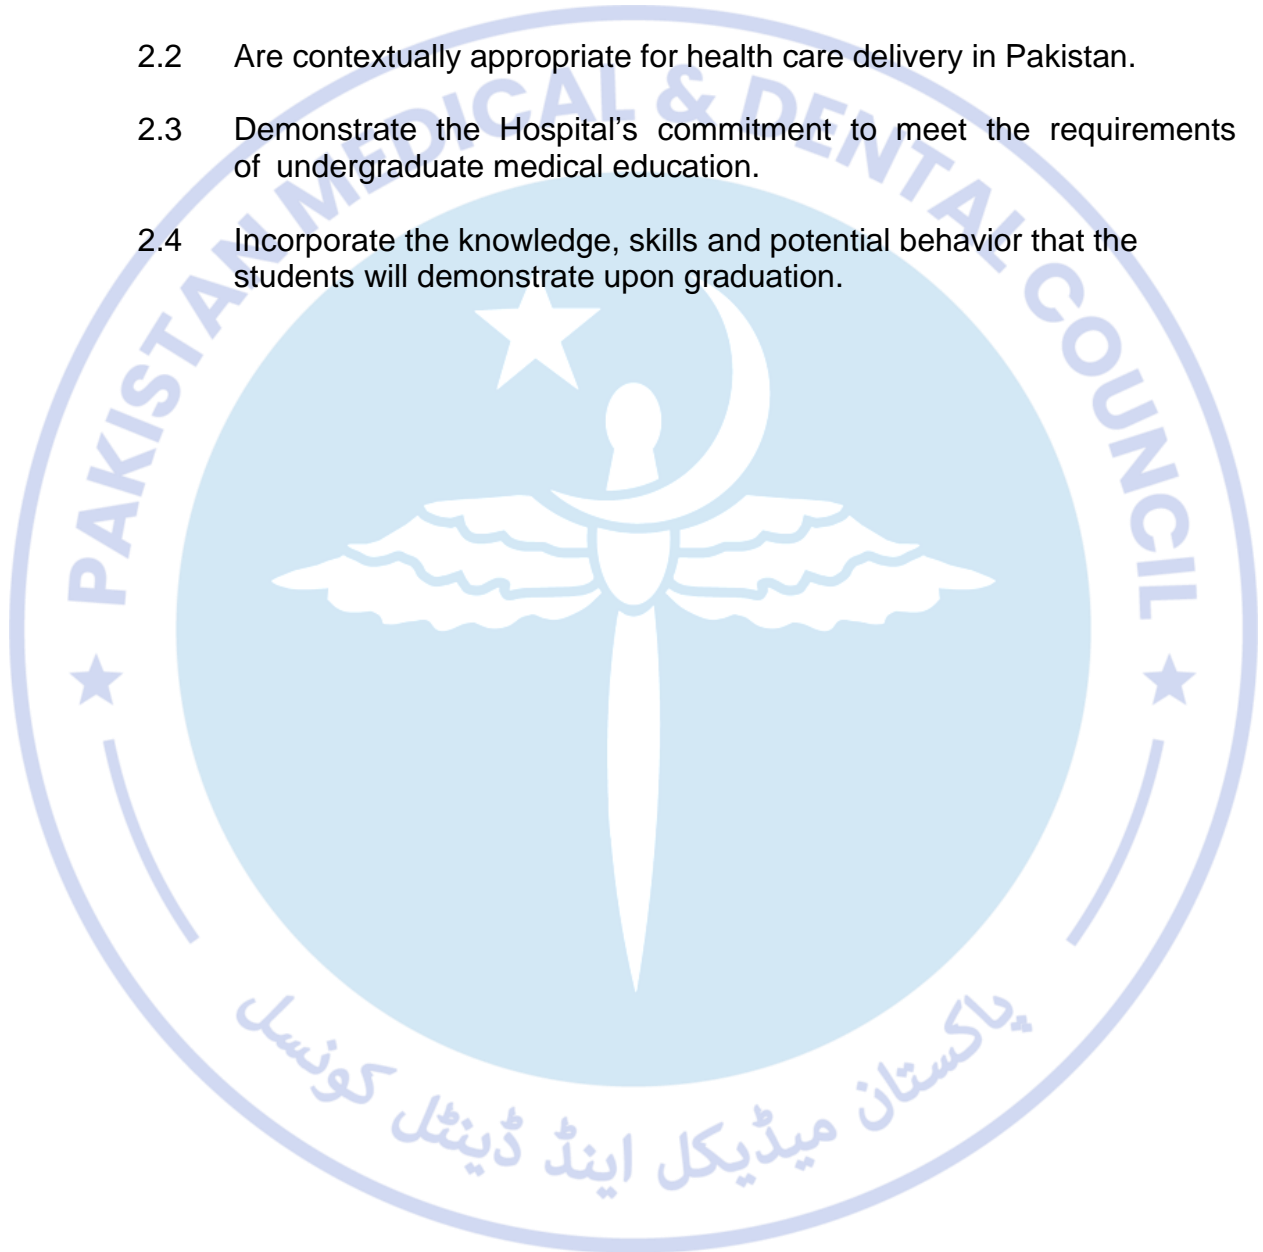 2.2 Are contextually appropriate for health care delivery in Pakistan.
2.3 Demonstrate the Hospital’s commitment to meet the requirements
of undergraduate medical education.
2.4 Incorporate the knowledge, skills and potential behavior that the
students will demonstrate upon graduation.
PAKISTAN MEDICAL & DENTAL COUNCIL
پاکستان میڈیکل اینڈ ڈینٹل کونسل